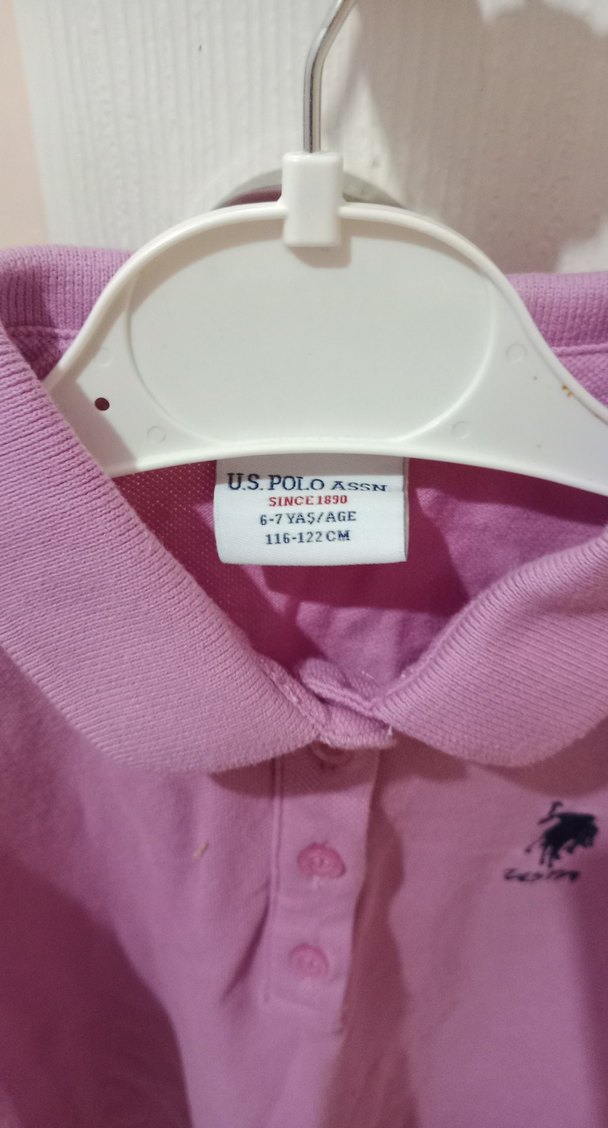 U.S. POLO ASSN
SINCE 1890
6-7 YAŞ/AGE
116-122 CM